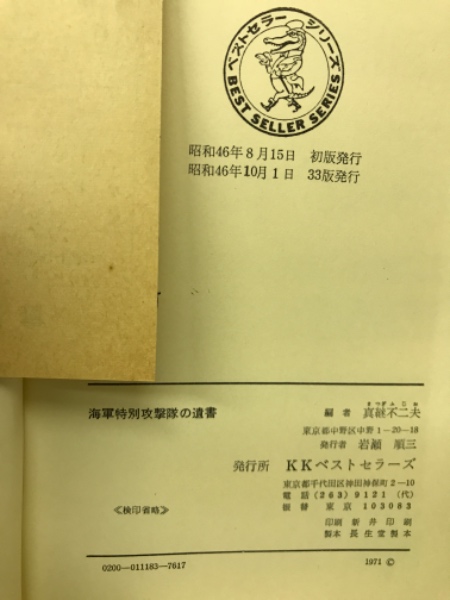 ベストセラーシリーズ
BEST SELLER SERIES
昭和46年8月15日 初版発行
昭和46年10月1日 33版発行
海軍特別攻撃隊の遺書
編者 真継不二夫
まつぎふじお
東京都中野区中野1-20-18
発行者 岩瀬順三
発行所 KKベストセラーズ
東京都千代田区神田神保町2-10
電話(263)9121(代)
振替 東京 103083
≪検印省略≫
印刷 新井印刷
製本 長生堂製本
0200-011183-7617
1971 ©